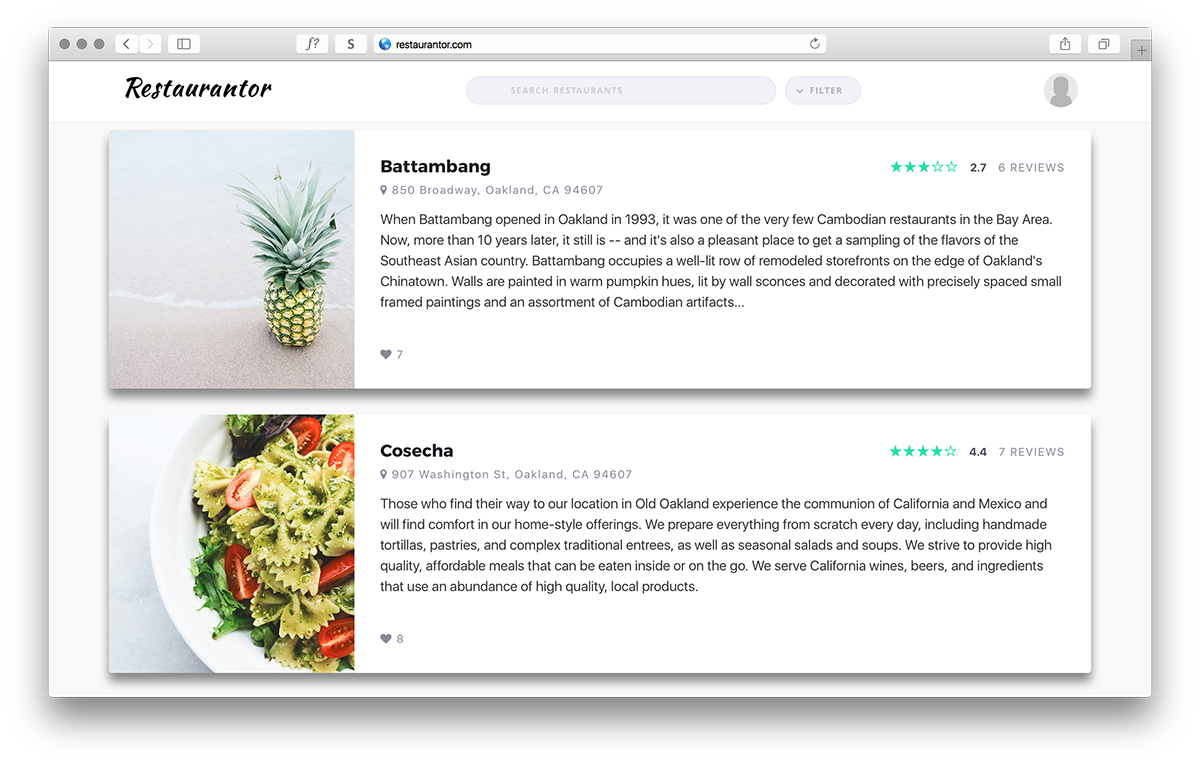 ƒ? S restaurantor.com
Restaurantor
SEARCH RESTAURANTS
FILTER
Battambang
2.7 6 REVIEWS
850 Broadway, Oakland, CA 94607
When Battambang opened in Oakland in 1993, it was one of the very few Cambodian restaurants in the Bay Area.
Now, more than 10 years later, it still is -- and it's also a pleasant place to get a sampling of the flavors of the
Southeast Asian country. Battambang occupies a well-lit row of remodeled storefronts on the edge of Oakland's
Chinatown. Walls are painted in warm pumpkin hues, lit by wall sconces and decorated with precisely spaced small
framed paintings and an assortment of Cambodian artifacts...
7
Cosecha
4.4 7 REVIEWS
907 Washington St, Oakland, CA 94607
Those who find their way to our location in Old Oakland experience the communion of California and Mexico and
will find comfort in our home-style offerings. We prepare everything from scratch every day, including handmade
tortillas, pastries, and complex traditional entrees, as well as seasonal salads and soups. We strive to provide high
quality, affordable meals that can be eaten inside or on the go. We serve California wines, beers, and ingredients
that use an abundance of high quality, local products.
8